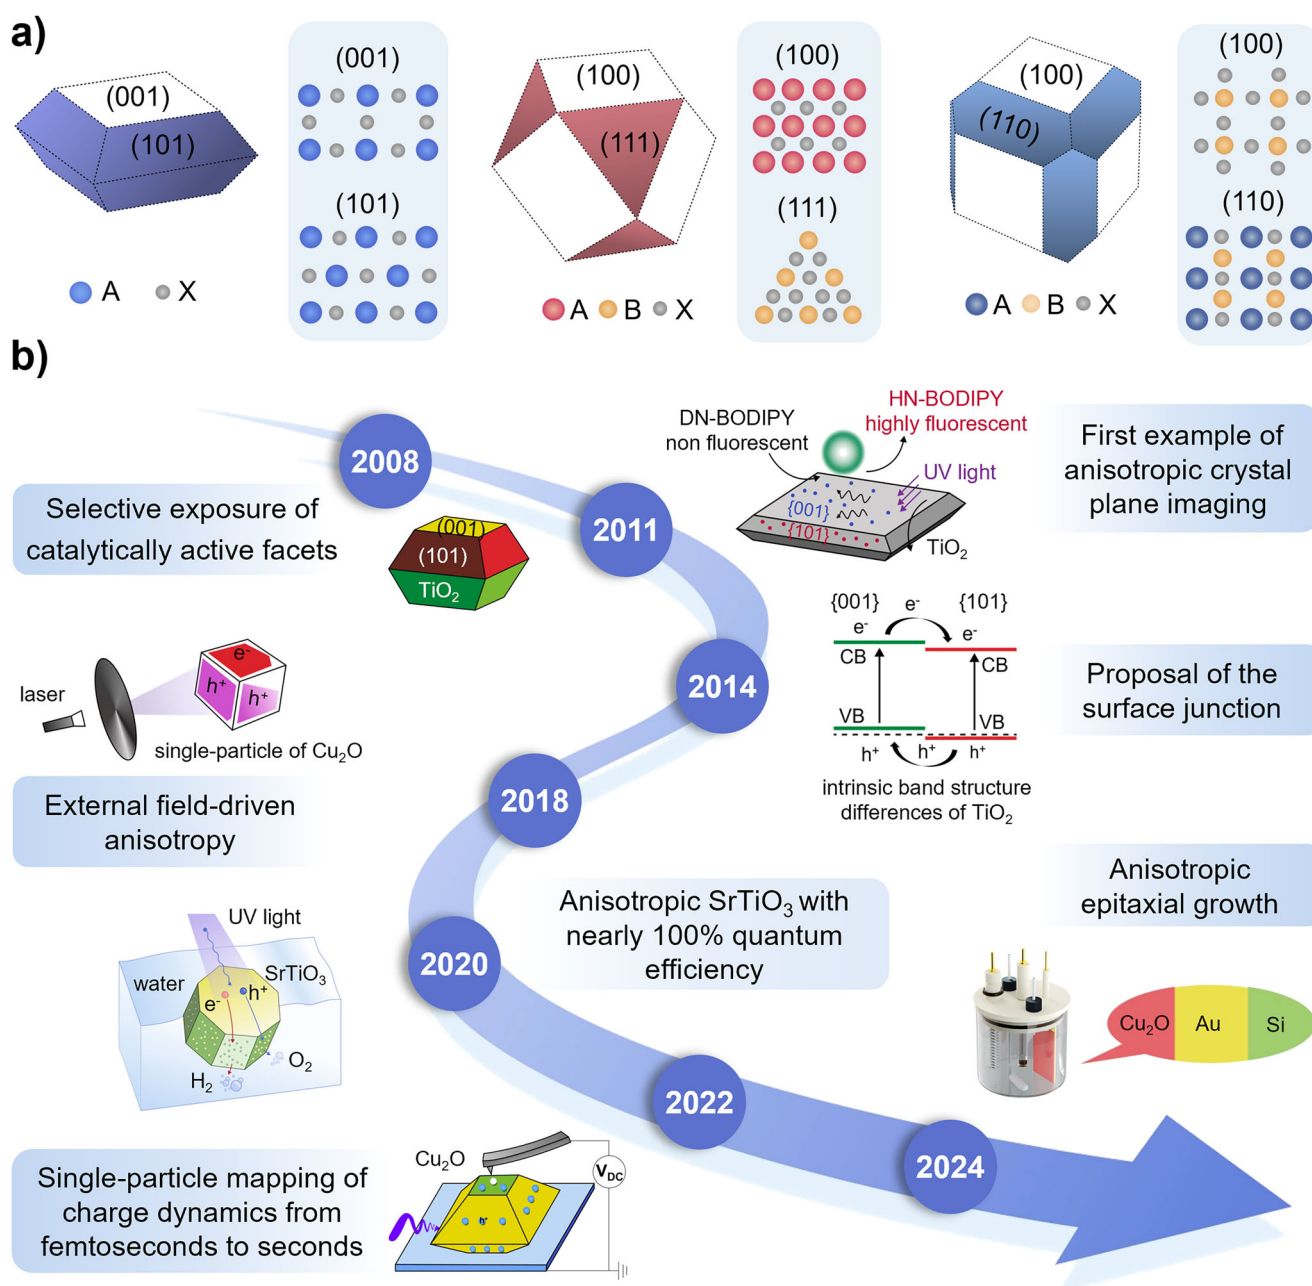 a)
(001)
(101)
A
X
(001)
(101)
(100)
(111)
A
B
X
(100)
(111)
(100)
(110)
A
B
X
(100)
(110)
b)
2008
Selective exposure of
catalytically active facets
(001)
(101)
TiO₂
2011
DN-BODIPY
non fluorescent
HN-BODIPY
highly fluorescent
UV light
{001}
{101}
TiO₂
First example of
anisotropic crystal
plane imaging
2014
{001}
e⁻
{101}
e⁻
e⁻
CB
CB
VB
VB
h⁺
h⁺
h⁺
intrinsic band structure
differences of TiO₂
Proposal of the
surface junction
laser
e⁻
h⁺
h⁺
single-particle of Cu₂O
External field-driven
anisotropy
2018
UV light
water
SrTiO₃
e⁻
h⁺
O₂
H₂
2020
Anisotropic SrTiO₃ with
nearly 100% quantum
efficiency
Anisotropic
epitaxial growth
Cu₂O
Au
Si
2022
2024
Single-particle mapping of
charge dynamics from
femtoseconds to seconds
Cu₂O
V_DC
h⁺